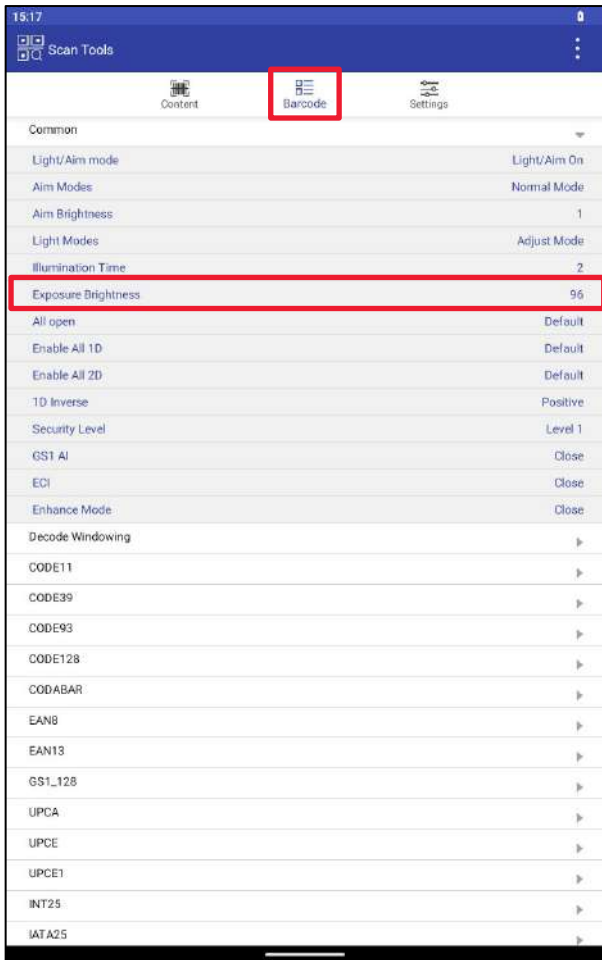 15:17
Scan Tools
Content Barcode Settings
Common
Light/Aim mode Light/Aim On
Aim Modes Normal Mode
Aim Brightness 1
Light Modes Adjust Mode
Illumination Time 2
Exposure Brightness 96
All open Default
Enable All 1D Default
Enable All 2D Default
1D Inverse Positive
Security Level Level 1
GS1 AI Close
ECI Close
Enhance Mode Close
Decode Windowing
CODE11
CODE39
CODE93
CODE128
CODABAR
EAN8
EAN13
GS1_128
UPCA
UPCE
UPCE1
INT25
IATA25